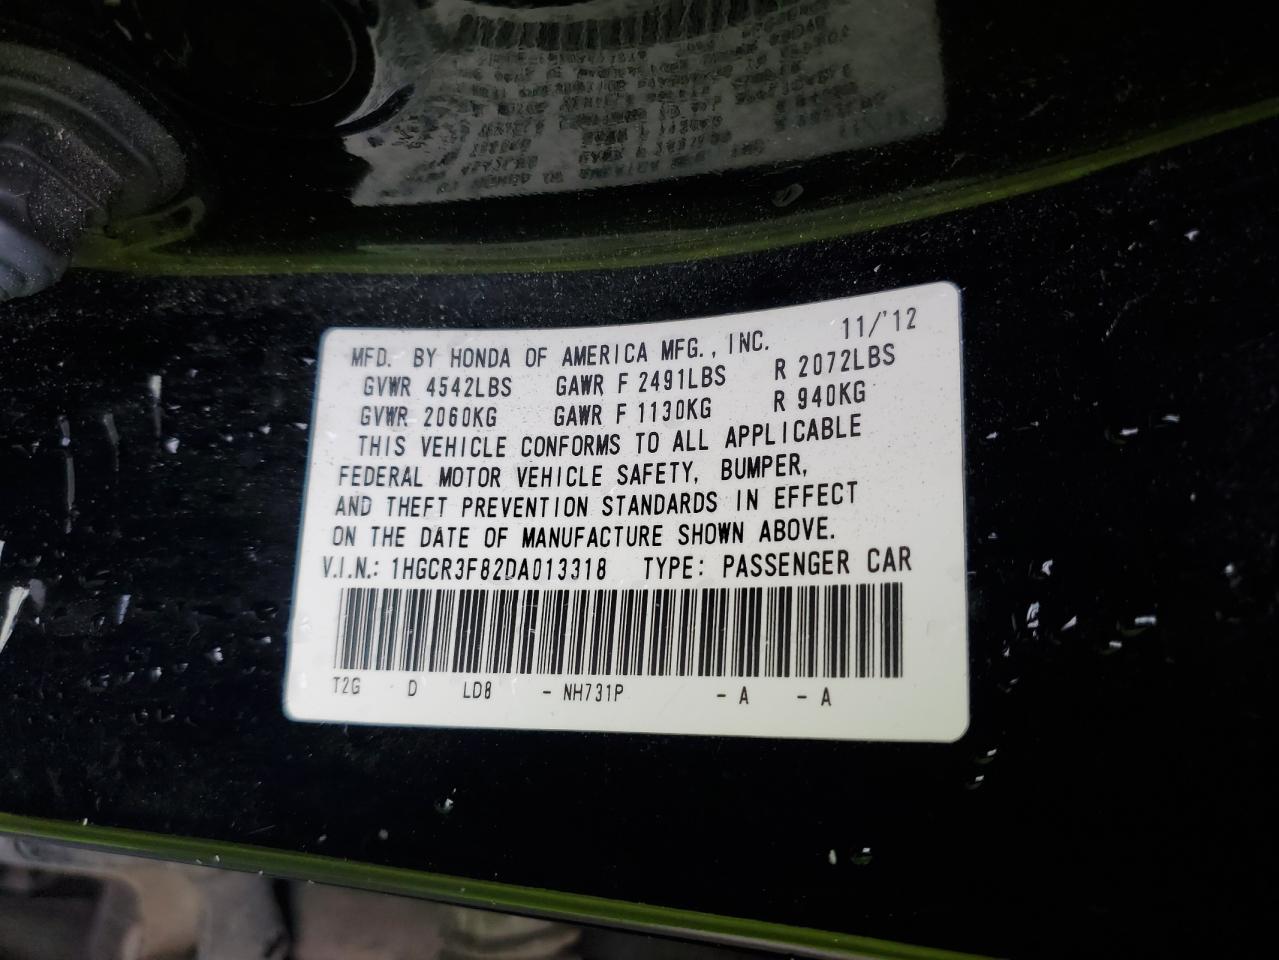 MFD. BY HONDA OF AMERICA MFG., INC. 11/'12
GVWR 4542LBS GAWR F 2491LBS R 2072LBS
GVWR 2060KG GAWR F 1130KG R 940KG
THIS VEHICLE CONFORMS TO ALL APPLICABLE
FEDERAL MOTOR VEHICLE SAFETY, BUMPER,
AND THEFT PREVENTION STANDARDS IN EFFECT
ON THE DATE OF MANUFACTURE SHOWN ABOVE.
V.I.N.: 1HGCR3F82DA013318 TYPE: PASSENGER CAR
T2G D LD8 - NH731P - A - A